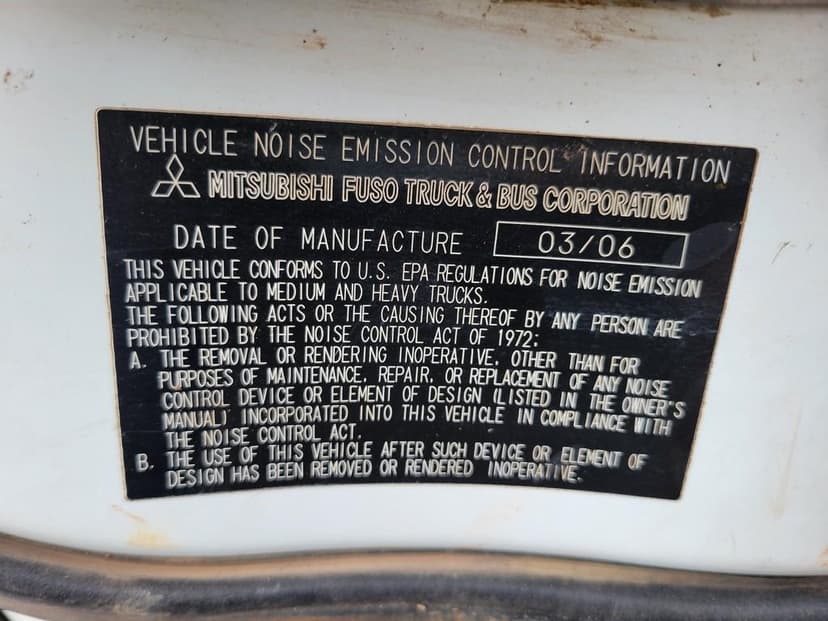 VEHICLE NOISE EMISSION CONTROL INFORMATION
MITSUBISHI FUSO TRUCK & BUS CORPORATION
DATE OF MANUFACTURE 03/06
THIS VEHICLE CONFORMS TO U.S. EPA REGULATIONS FOR NOISE EMISSION
APPLICABLE TO MEDIUM AND HEAVY TRUCKS.
THE FOLLOWING ACTS OR THE CAUSING THEREOF BY ANY PERSON ARE
PROHIBITED BY THE NOISE CONTROL ACT OF 1972:
A. THE REMOVAL OR RENDERING INOPERATIVE, OTHER THAN FOR
PURPOSES OF MAINTENANCE, REPAIR, OR REPLACEMENT OF ANY NOISE
CONTROL DEVICE OR ELEMENT OF DESIGN (LISTED IN THE OWNER'S
MANUAL) INCORPORATED INTO THIS VEHICLE IN COMPLIANCE WITH
THE NOISE CONTROL ACT.
B. THE USE OF THIS VEHICLE AFTER SUCH DEVICE OR ELEMENT OF
DESIGN HAS BEEN REMOVED OR RENDERED INOPERATIVE.